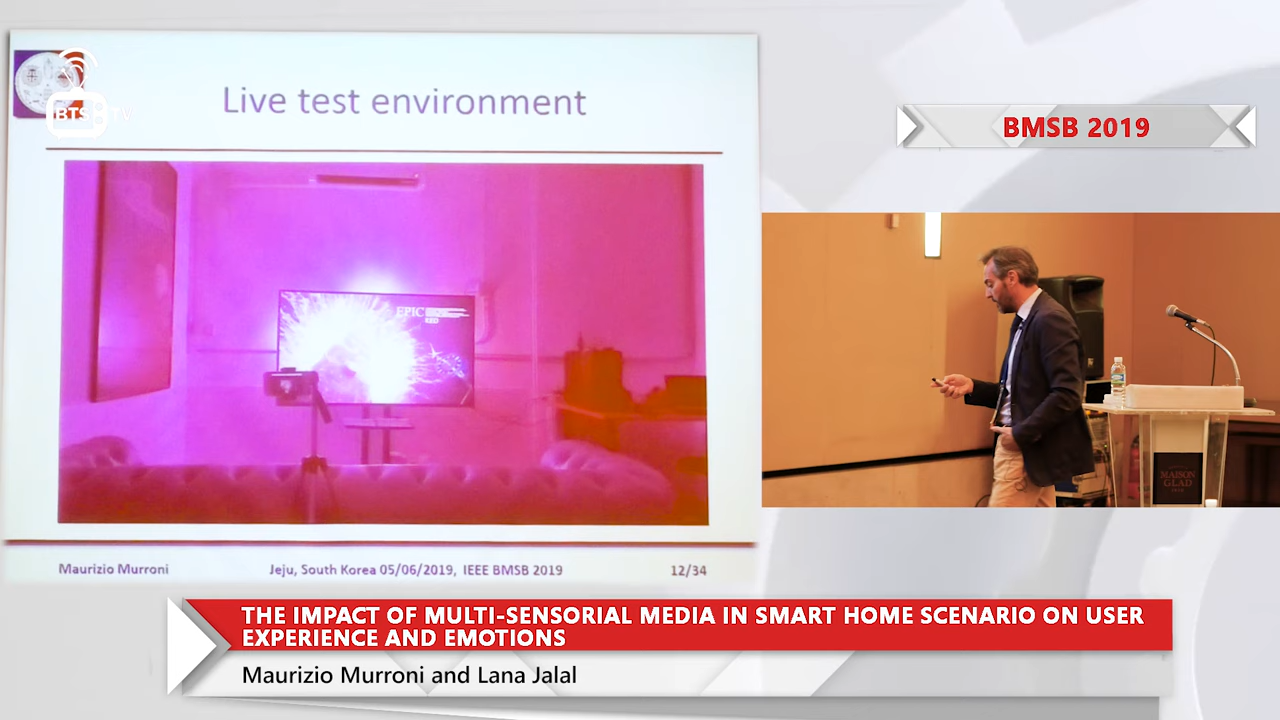 BTS TV
Live test environment
EPIC
Maurizio Murroni
Jeju, South Korea 05/06/2019, IEEE BMSB 2019
12/34
BMSB 2019
MAISON
GLAD
THE IMPACT OF MULTI-SENSORIAL MEDIA IN SMART HOME SCENARIO ON USER
EXPERIENCE AND EMOTIONS
Maurizio Murroni and Lana Jalal